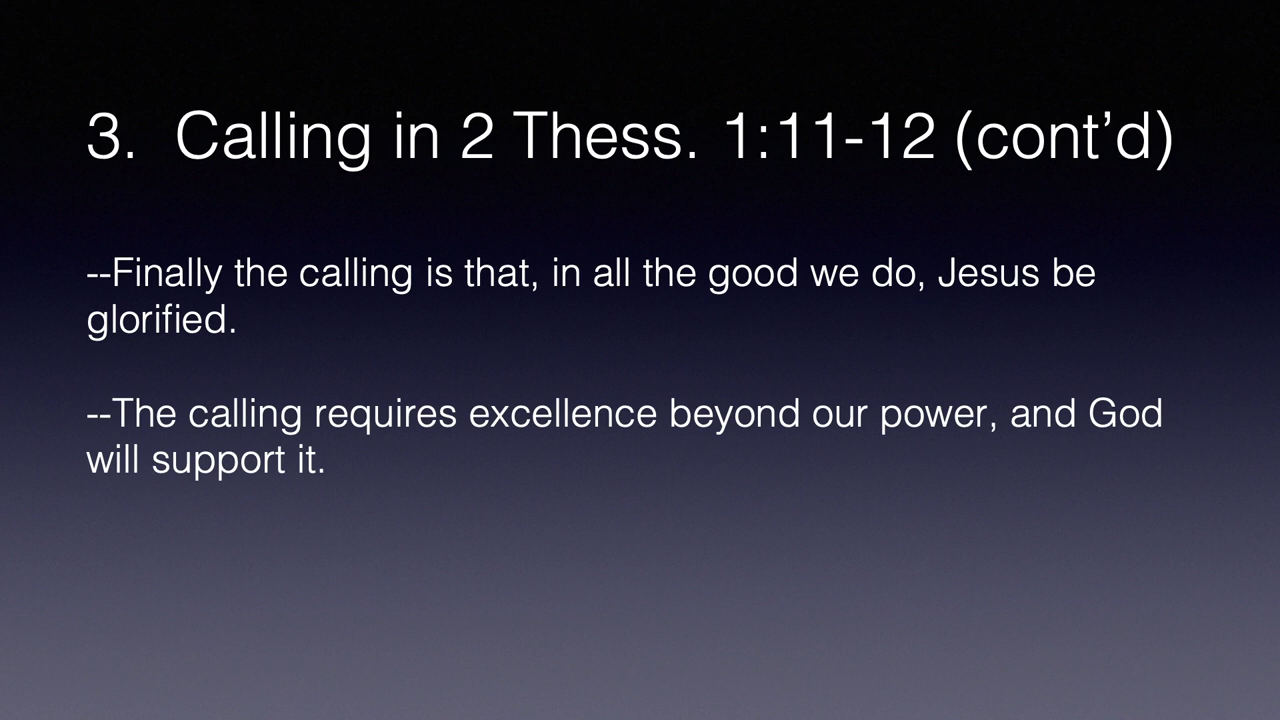 3.  Calling in 2 Thess. 1:11-12 (cont’d)
--Finally the calling is that, in all the good we do, Jesus be
glorified.
--The calling requires excellence beyond our power, and God
will support it.